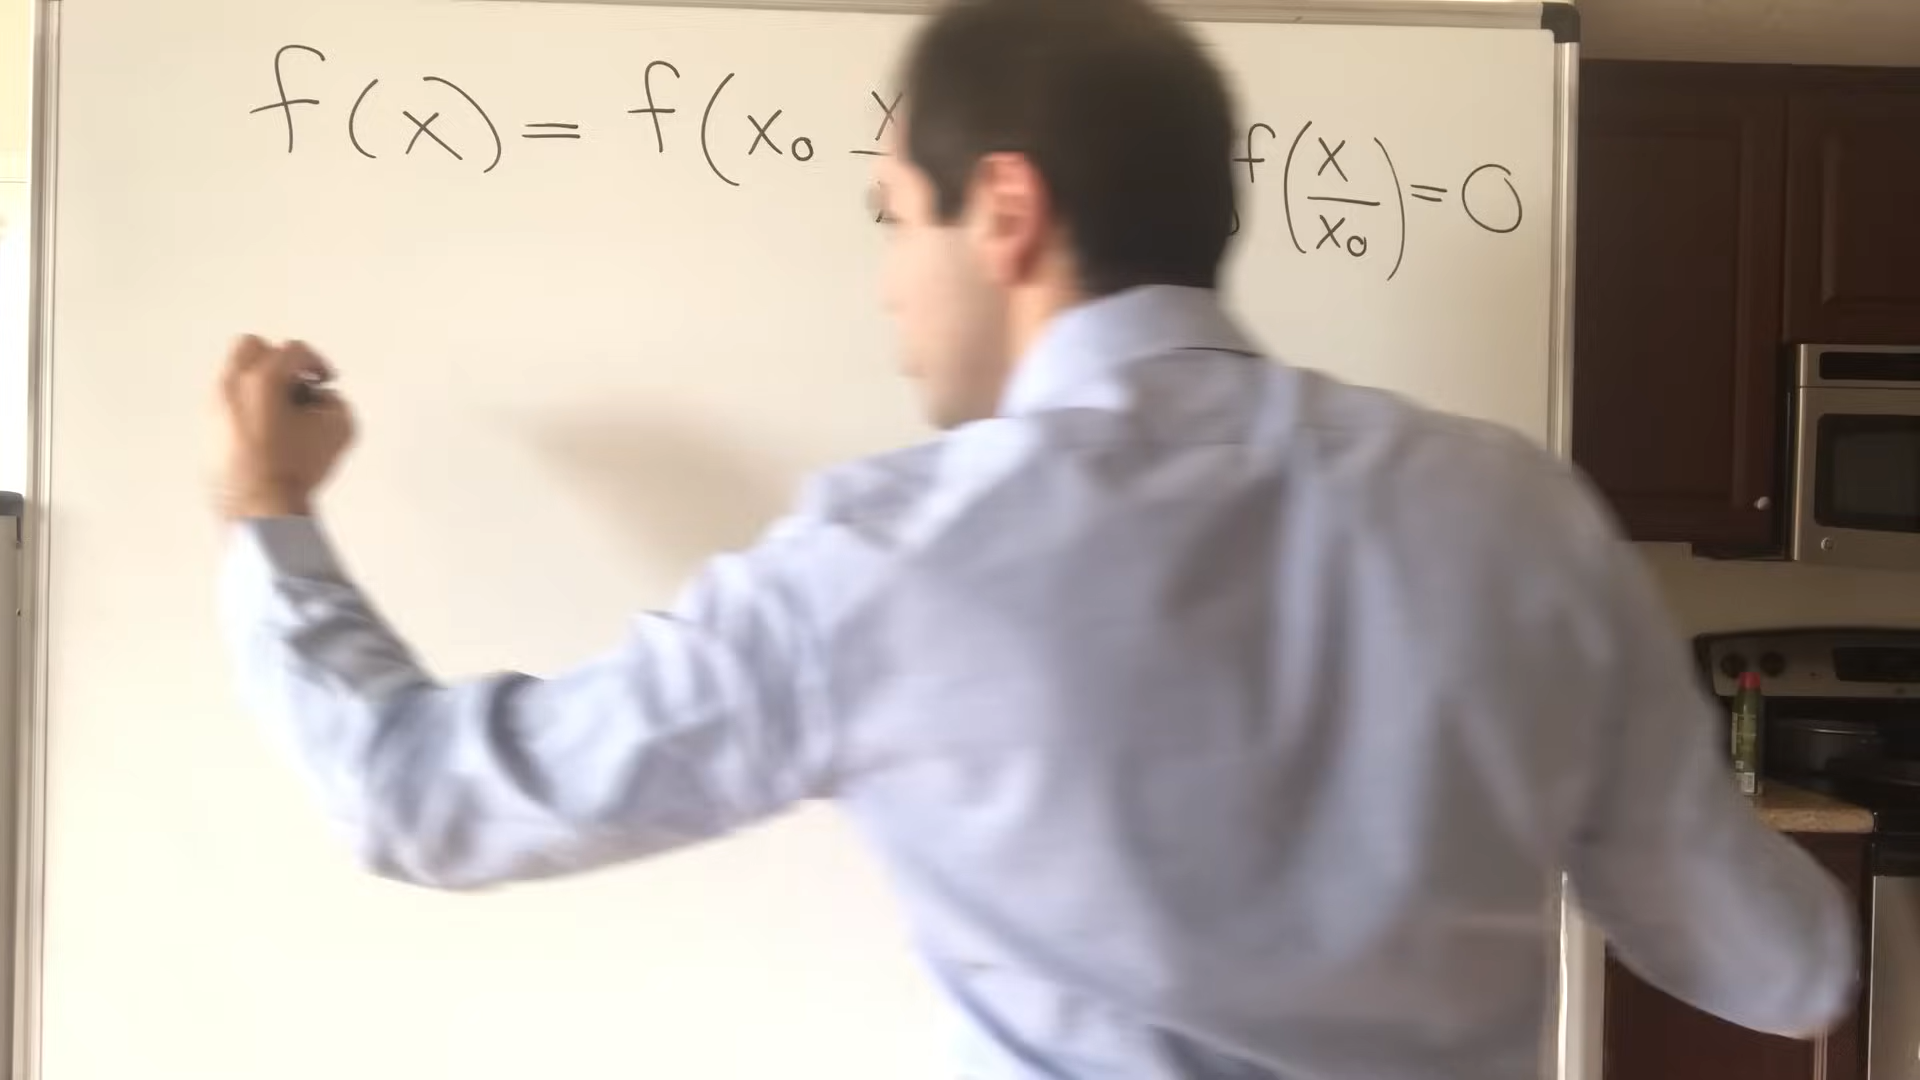 f(x) = f(x₀ x f(x/x₀) = 0